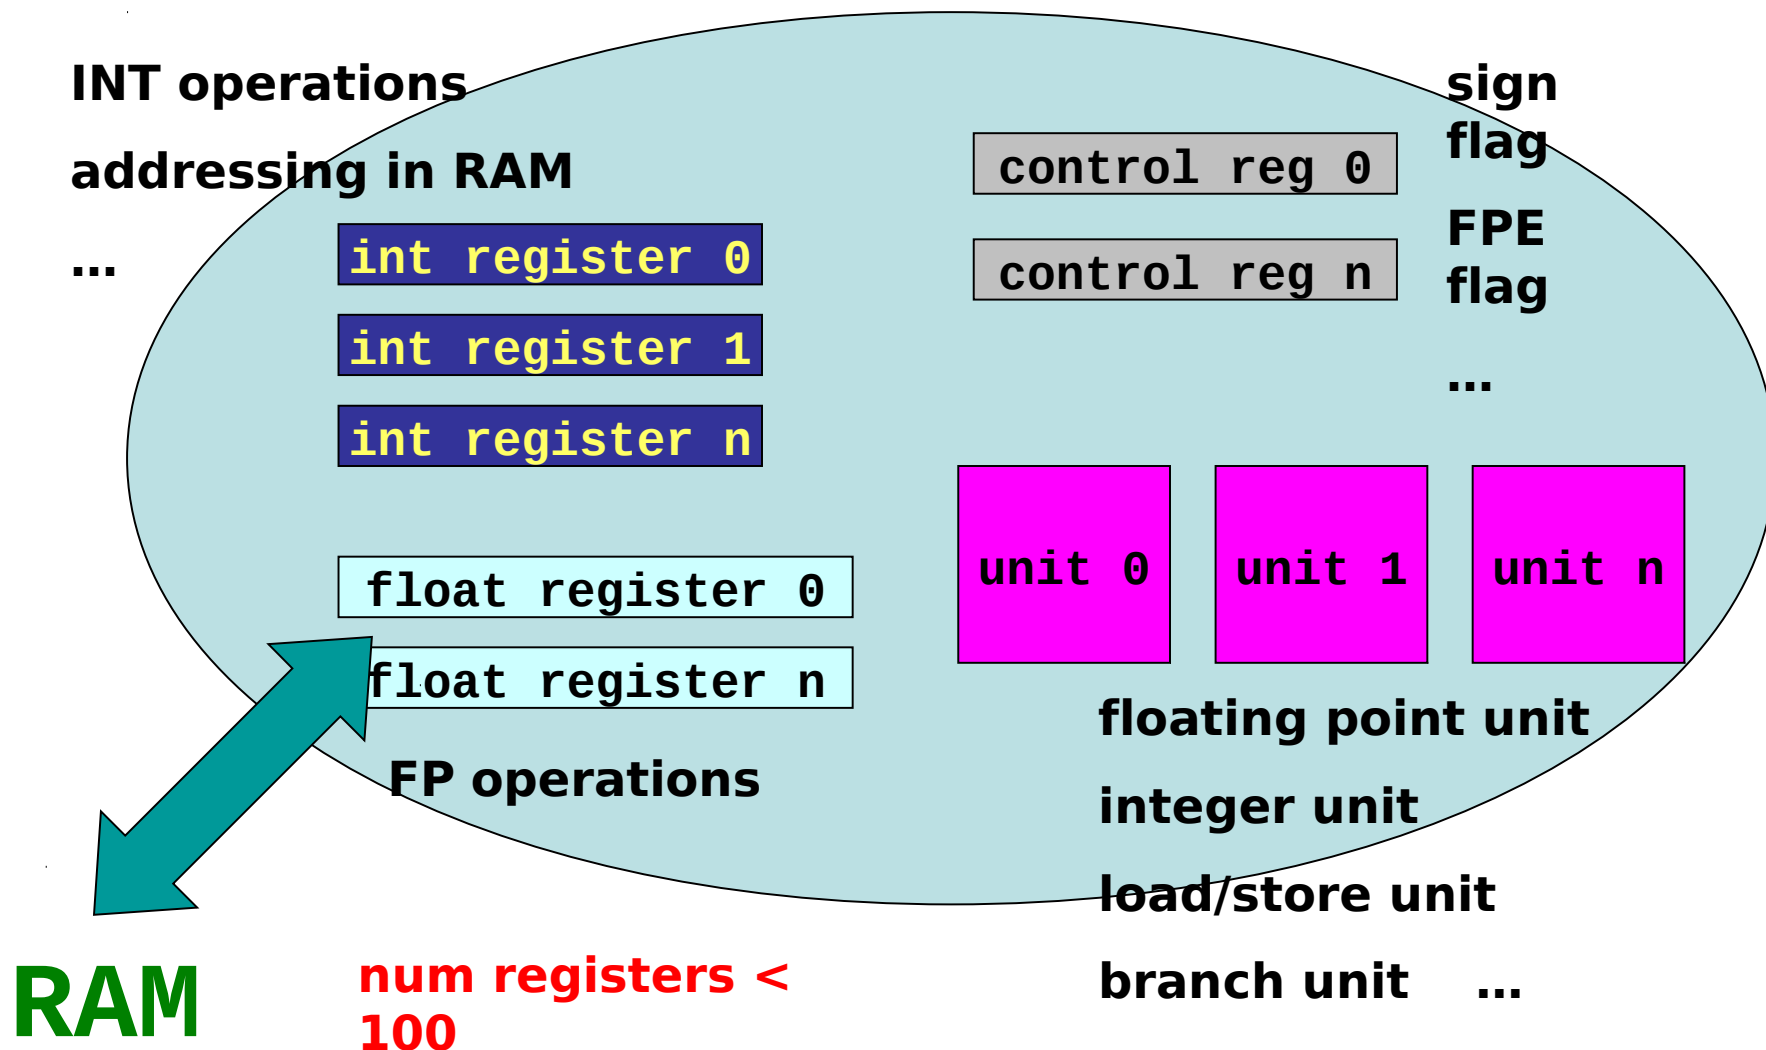 INT operations
addressing in RAM
…
int register 0
int register 1
int register n
float register 0
float register n
FP operations
control reg 0
control reg n
sign
flag
FPE
flag
…
unit 0
unit 1
unit n
floating point unit
integer unit
load/store unit
branch unit …
RAM
num registers <
100